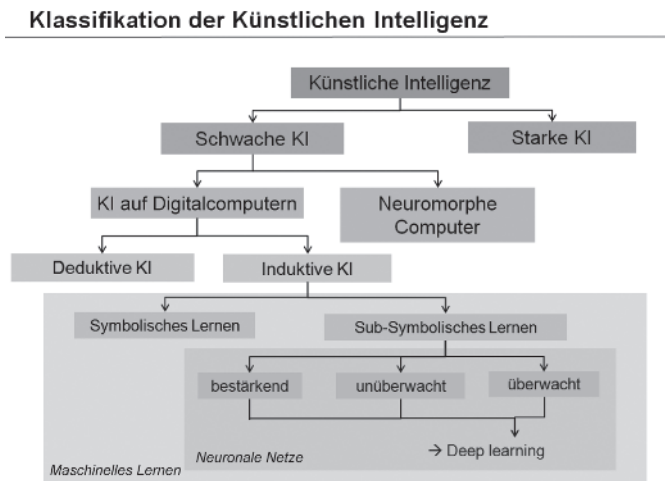 Klassifikation der Künstlichen Intelligenz
Künstliche Intelligenz
Schwache KI
Starke KI
KI auf Digitalcomputern
Neuromorphe
Computer
Deduktive KI
Induktive KI
Symbolisches Lernen
Sub-Symbolisches Lernen
bestärkend
unüberwacht
überwacht
→ Deep learning
Neuronale Netze
Maschinelles Lernen